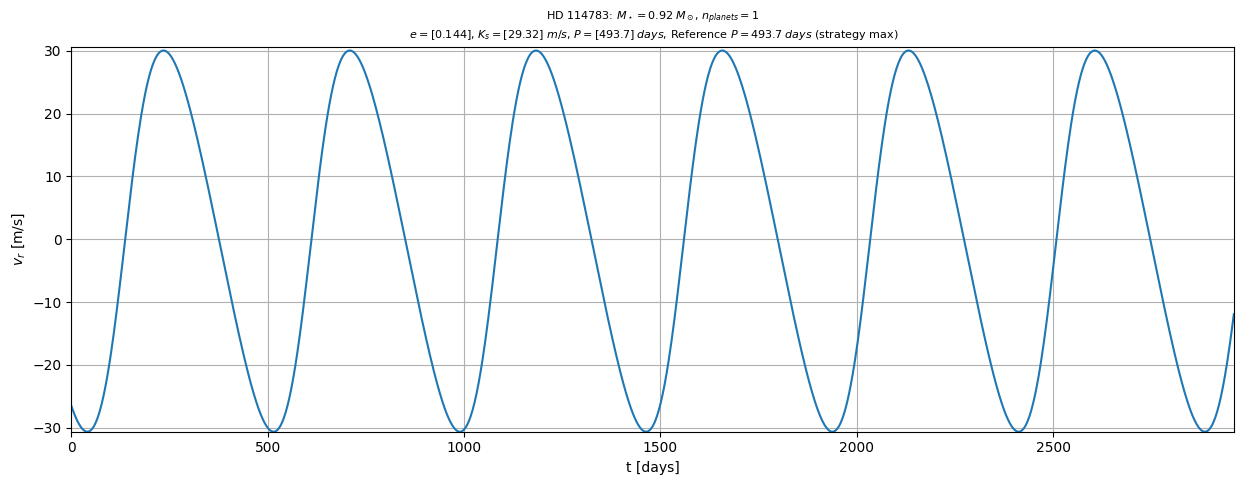 HD 114783: $M_\star = 0.92\ M_\odot$, $n_{planets} = 1$
$e = [0.144]$, $K_s = [29.32]\ m/s$, $P = [493.7]\ days$, Reference $P = 493.7\ days$ (strategy max)
30
20
10
0
−10
−20
−30
$v_r$ [m/s]
0 500 1000 1500 2000 2500
t [days]